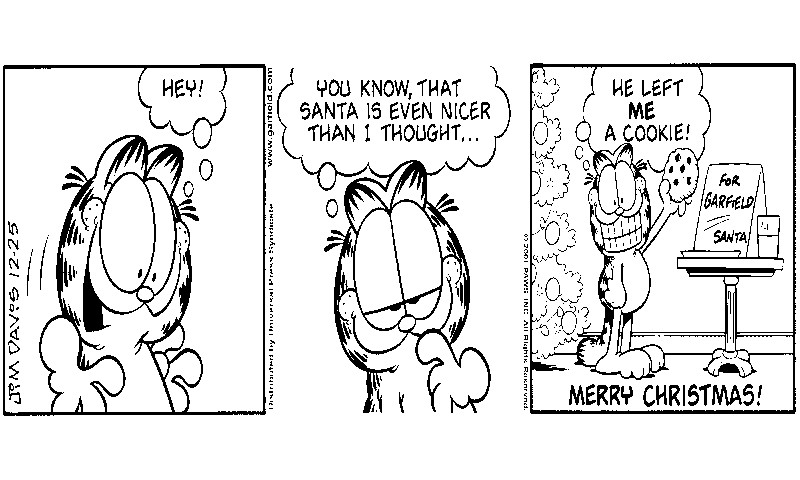 HEY!
JPM DAVIS 12·25
www.garfield.com
Distributed by Universal Press Syndicate
YOU KNOW, THAT
SANTA IS EVEN NICER
THAN I THOUGHT...
HE LEFT
ME
A COOKIE!
FOR
GARFIELD
SANTA
© 2001 PAWS, INC. All Rights Reserved.
MERRY CHRISTMAS!